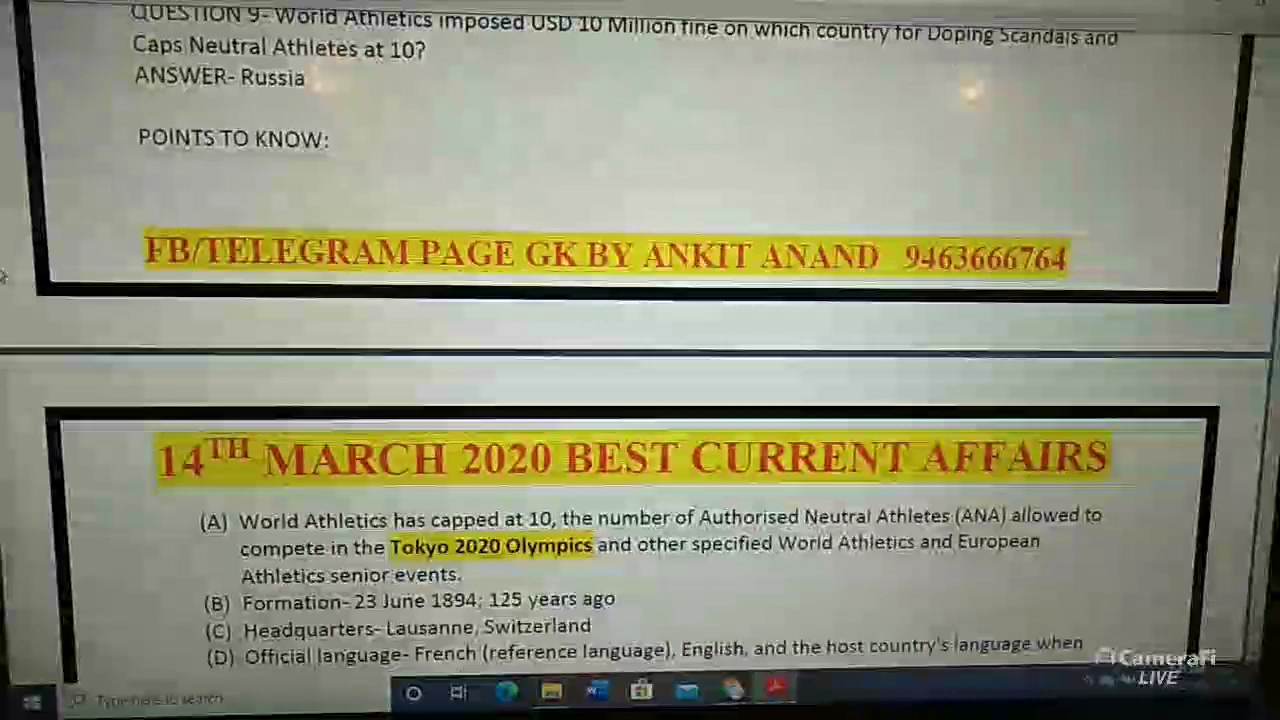 QUESTION 9- World Athletics imposed USD 10 Million fine on which country for Doping Scandals and
Caps Neutral Athletes at 10?
ANSWER- Russia
POINTS TO KNOW:
FB/TELEGRAM PAGE GK BY ANKIT ANAND 9463666764
14TH MARCH 2020 BEST CURRENT AFFAIRS
(A) World Athletics has capped at 10, the number of Authorised Neutral Athletes (ANA) allowed to
compete in the Tokyo 2020 Olympics and other specified World Athletics and European
Athletics senior events.
(B) Formation- 23 June 1894; 125 years ago
(C) Headquarters- Lausanne, Switzerland
(D) Official language- French (reference language), English, and the host country's language when
CameraFi
LIVE
Type here to search